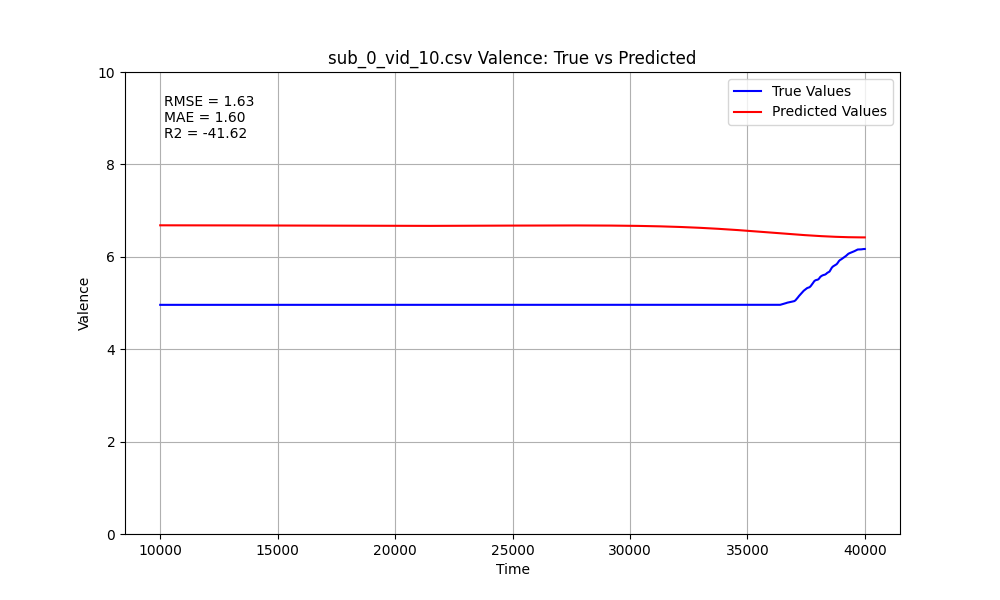 sub_0_vid_10.csv Valence: True vs Predicted
RMSE = 1.63
MAE = 1.60
R2 = -41.62
True Values
Predicted Values
10
8
6
4
2
0
Valence
10000 15000 20000 25000 30000 35000 40000
Time